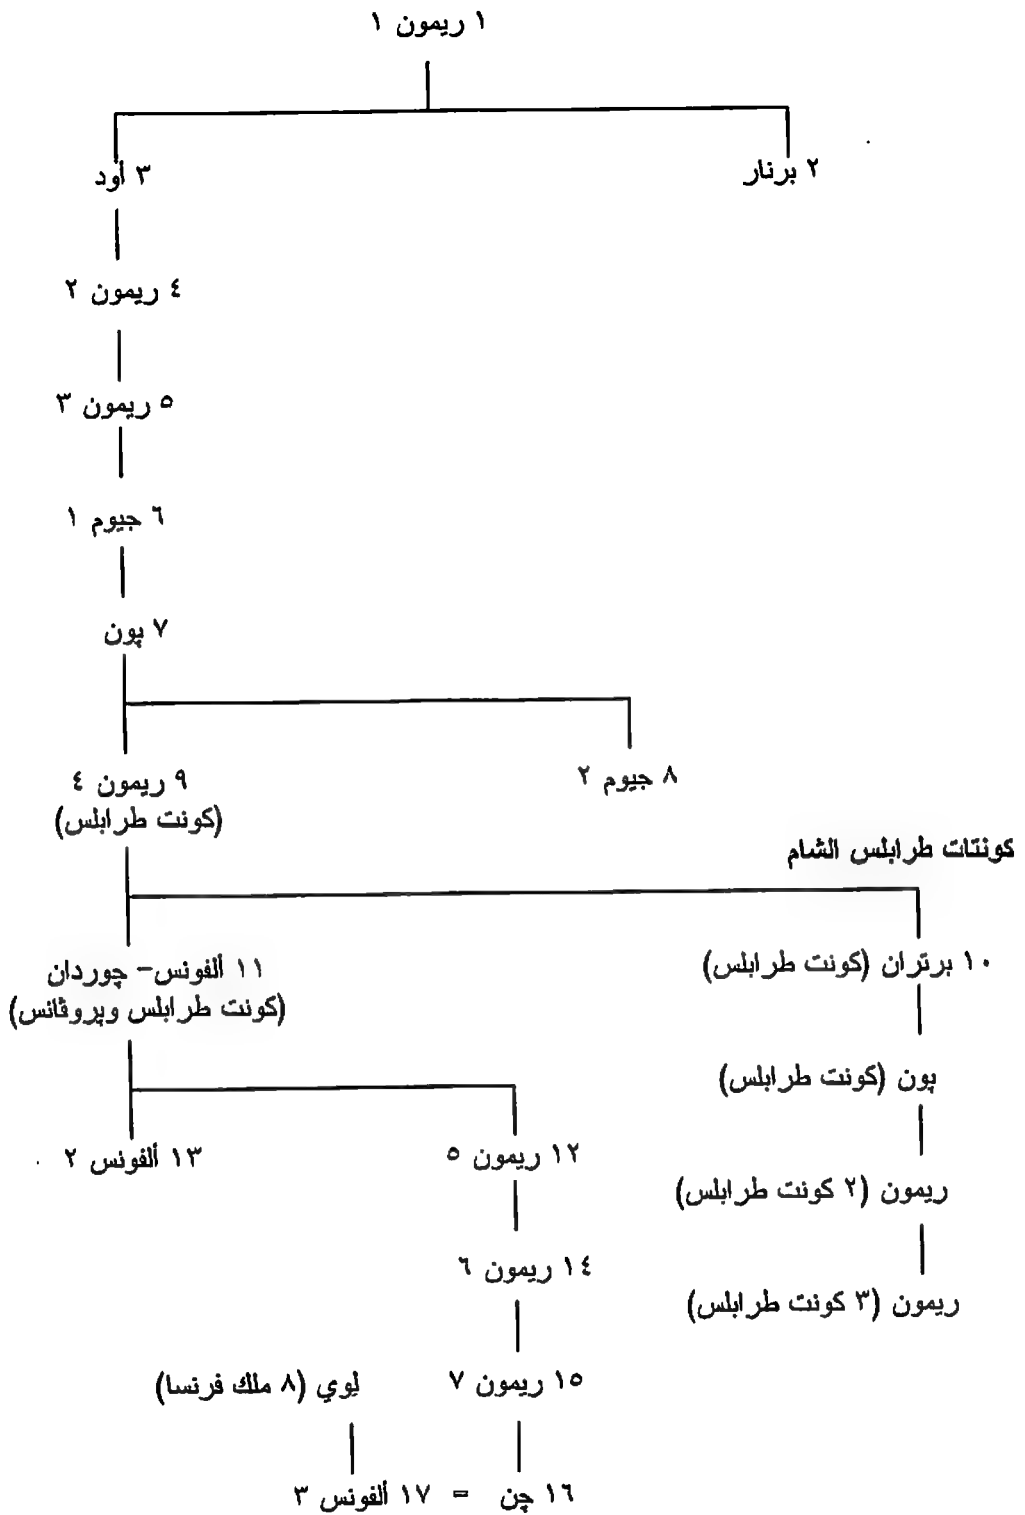 ١ ريمون ١
٢ برنار
٣ أود
٤ ريمون ٢
٥ ريمون ٣
٦ جيوم ١
٧ پون
٨ جيوم ٢
٩ ريمون ٤
(كونت طرابلس)
كونتات طرابلس الشام
١٠ برتران (كونت طرابلس)
١١ ألفونس- چوردان
(كونت طرابلس وپروڤانس)
پون (كونت طرابلس)
١٢ ريمون ٥
١٣ ألفونس ٢
ريمون (٢ كونت طرابلس)
١٤ ريمون ٦
ريمون (٣ كونت طرابلس)
١٥ ريمون ٧
لِوي (٨ ملك فرنسا)
١٦ چن = ١٧ ألفونس ٣